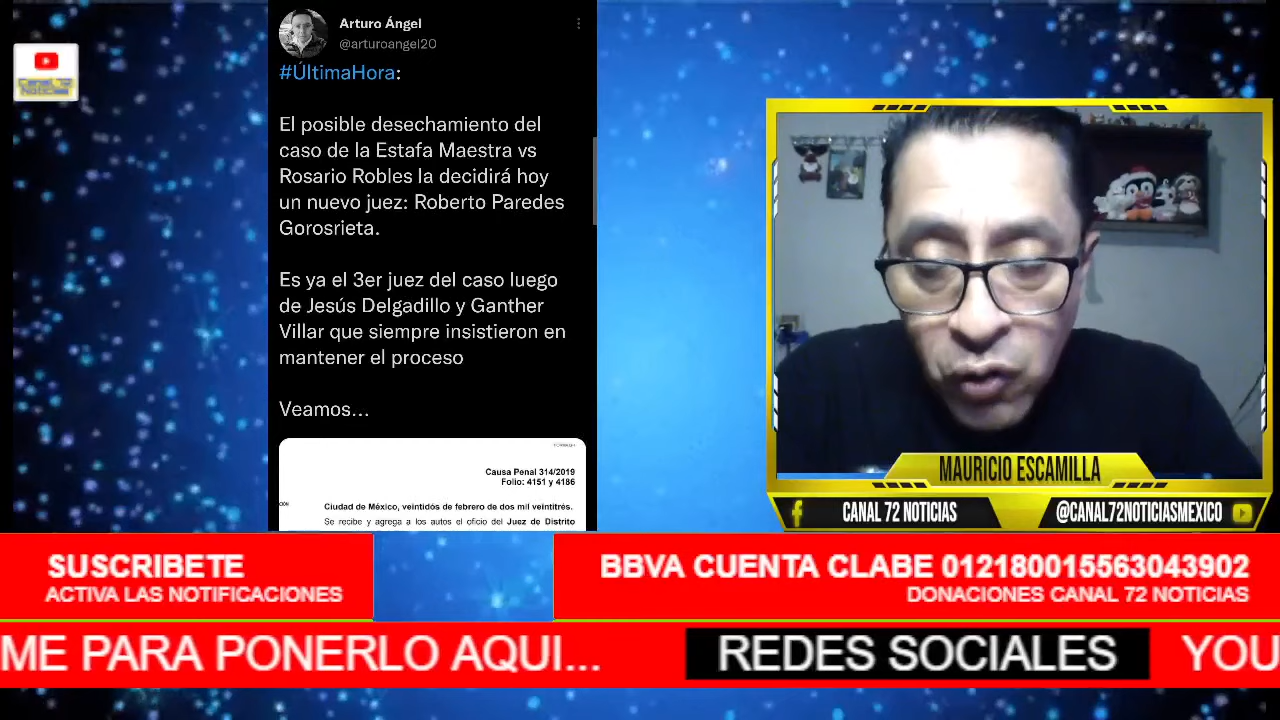 Arturo Ángel
@arturoangel20
#ÚltimaHora:
El posible desechamiento del
caso de la Estafa Maestra vs
Rosario Robles la decidirá hoy
un nuevo juez: Roberto Paredes
Gorosrieta.
Es ya el 3er juez del caso luego
de Jesús Delgadillo y Ganther
Villar que siempre insistieron en
mantener el proceso
Veamos...
Causa Penal 314/2019
Folio: 4151 y 4186
Ciudad de México, veintidós de febrero de dos mil veintitrés.
Se recibe y agrega a los autos el oficio del Juez de Distrito
Canal 72
Noticias
MAURICIO ESCAMILLA
CANAL 72 NOTICIAS
@CANAL72NOTICIASMEXICO
SUSCRIBETE
ACTIVA LAS NOTIFICACIONES
BBVA CUENTA CLABE 012180015563043902
DONACIONES CANAL 72 NOTICIAS
ME PARA PONERLO AQUI...
REDES SOCIALES
YOU